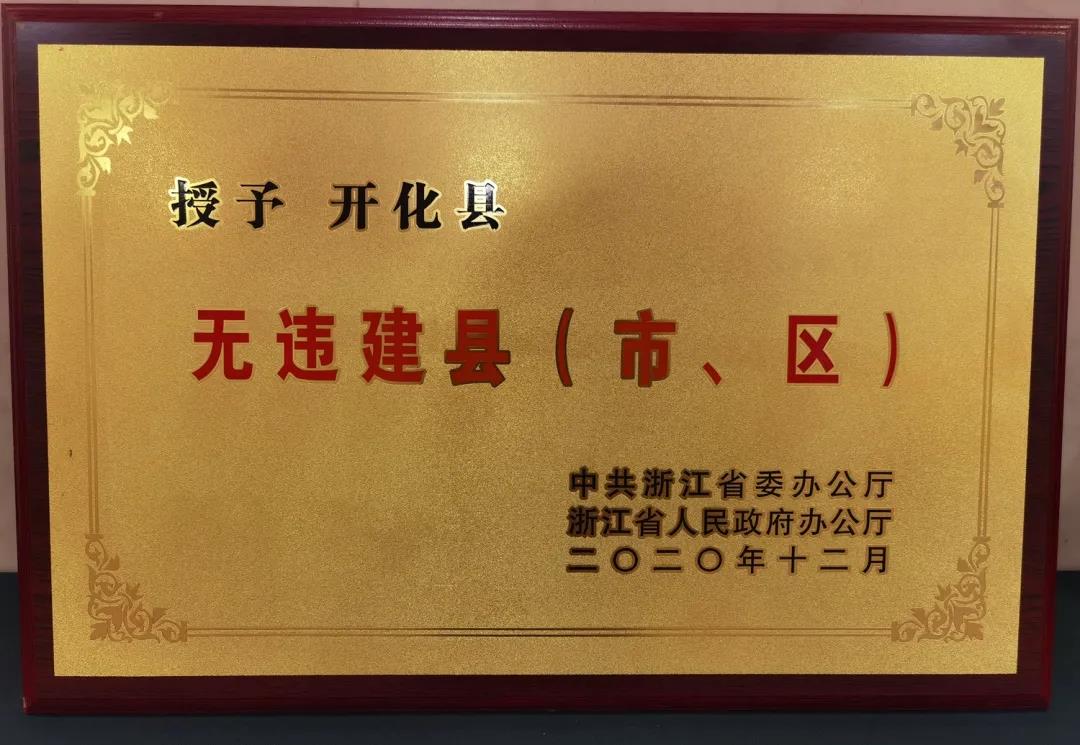 授予 开化县
无违建县（市、区）
中共浙江省委办公厅
浙江省人民政府办公厅
二〇二〇年十二月